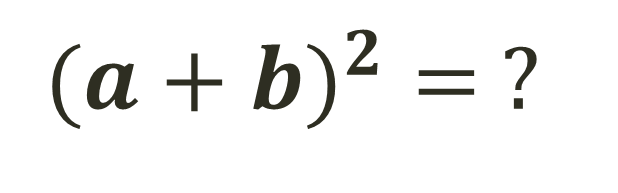 (a + b)² = ?